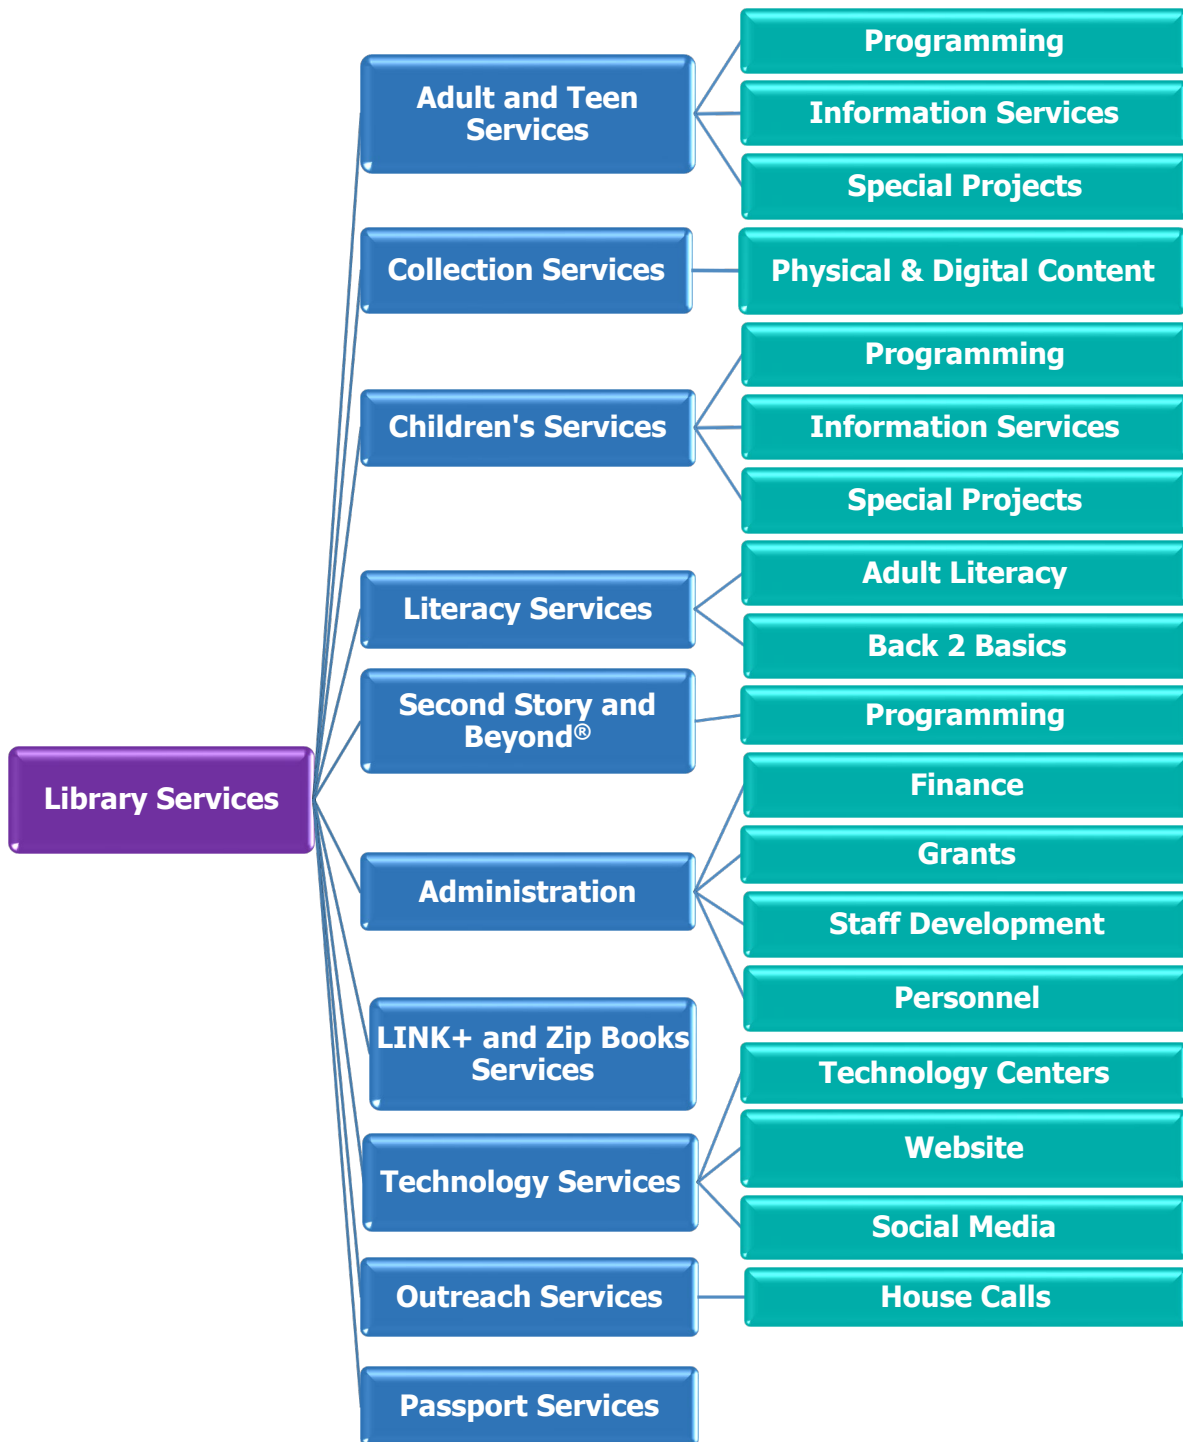 Library Services
Adult and Teen
Services
Programming
Information Services
Special Projects
Collection Services
Physical & Digital Content
Children's Services
Programming
Information Services
Special Projects
Literacy Services
Adult Literacy
Back 2 Basics
Second Story and
Beyond®
Programming
Administration
Finance
Grants
Staff Development
Personnel
LINK+ and Zip Books
Services
Technology Services
Technology Centers
Website
Social Media
Outreach Services
House Calls
Passport Services